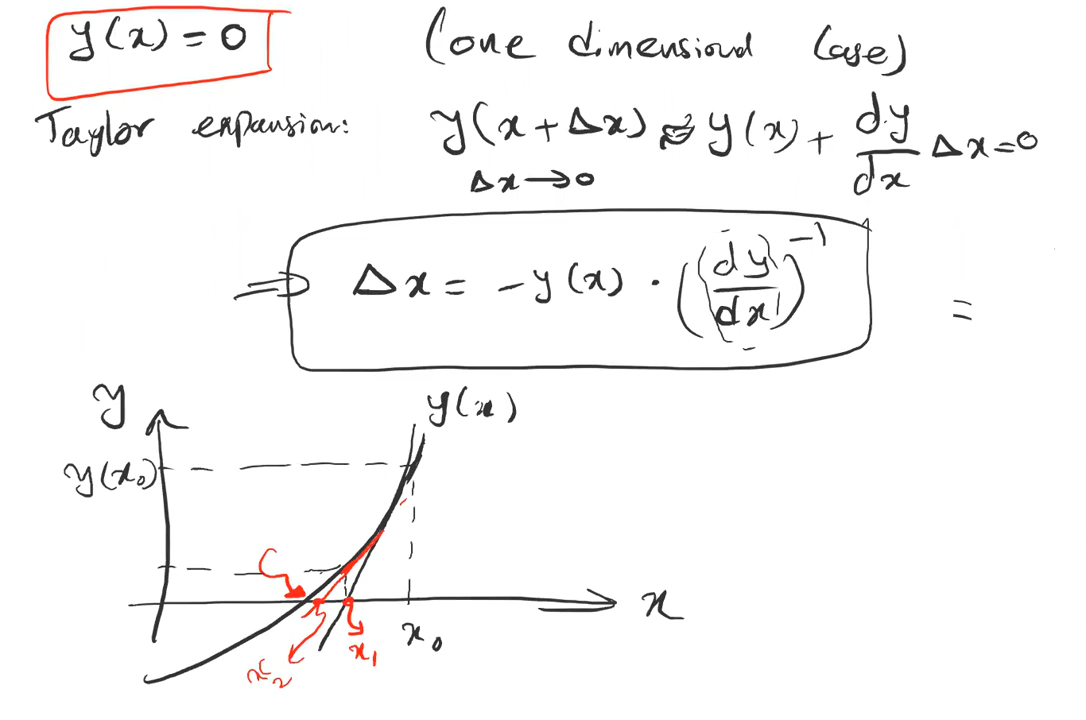 y(x) = 0 (one dimensional Case)
Taylor expansion: y(x + Δx) ≈ y(x) + dy/dx Δx = 0
Δx → 0
⇒ Δx = -y(x) · (dy/dx)^-1 =
y y(x)
y(x₀)
x
x₀
x₁
x₂